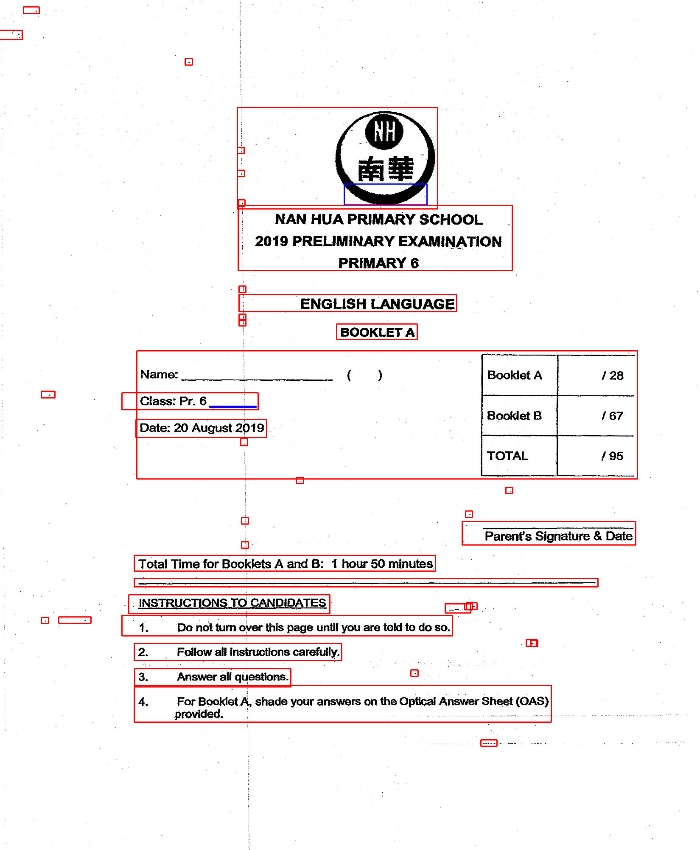 NH
南華
NAN HUA PRIMARY SCHOOL
2019 PRELIMINARY EXAMINATION
PRIMARY 6
ENGLISH LANGUAGE
BOOKLET A
Name: ____________________ ( )
Booklet A / 28
Class: Pr. 6 ______
Booklet B / 67
Date: 20 August 2019
TOTAL / 95
Parent's Signature & Date
Total Time for Booklets A and B: 1 hour 50 minutes
INSTRUCTIONS TO CANDIDATES
1. Do not turn over this page until you are told to do so.
2. Follow all instructions carefully.
3. Answer all questions.
4. For Booklet A, shade your answers on the Optical Answer Sheet (OAS)
provided.